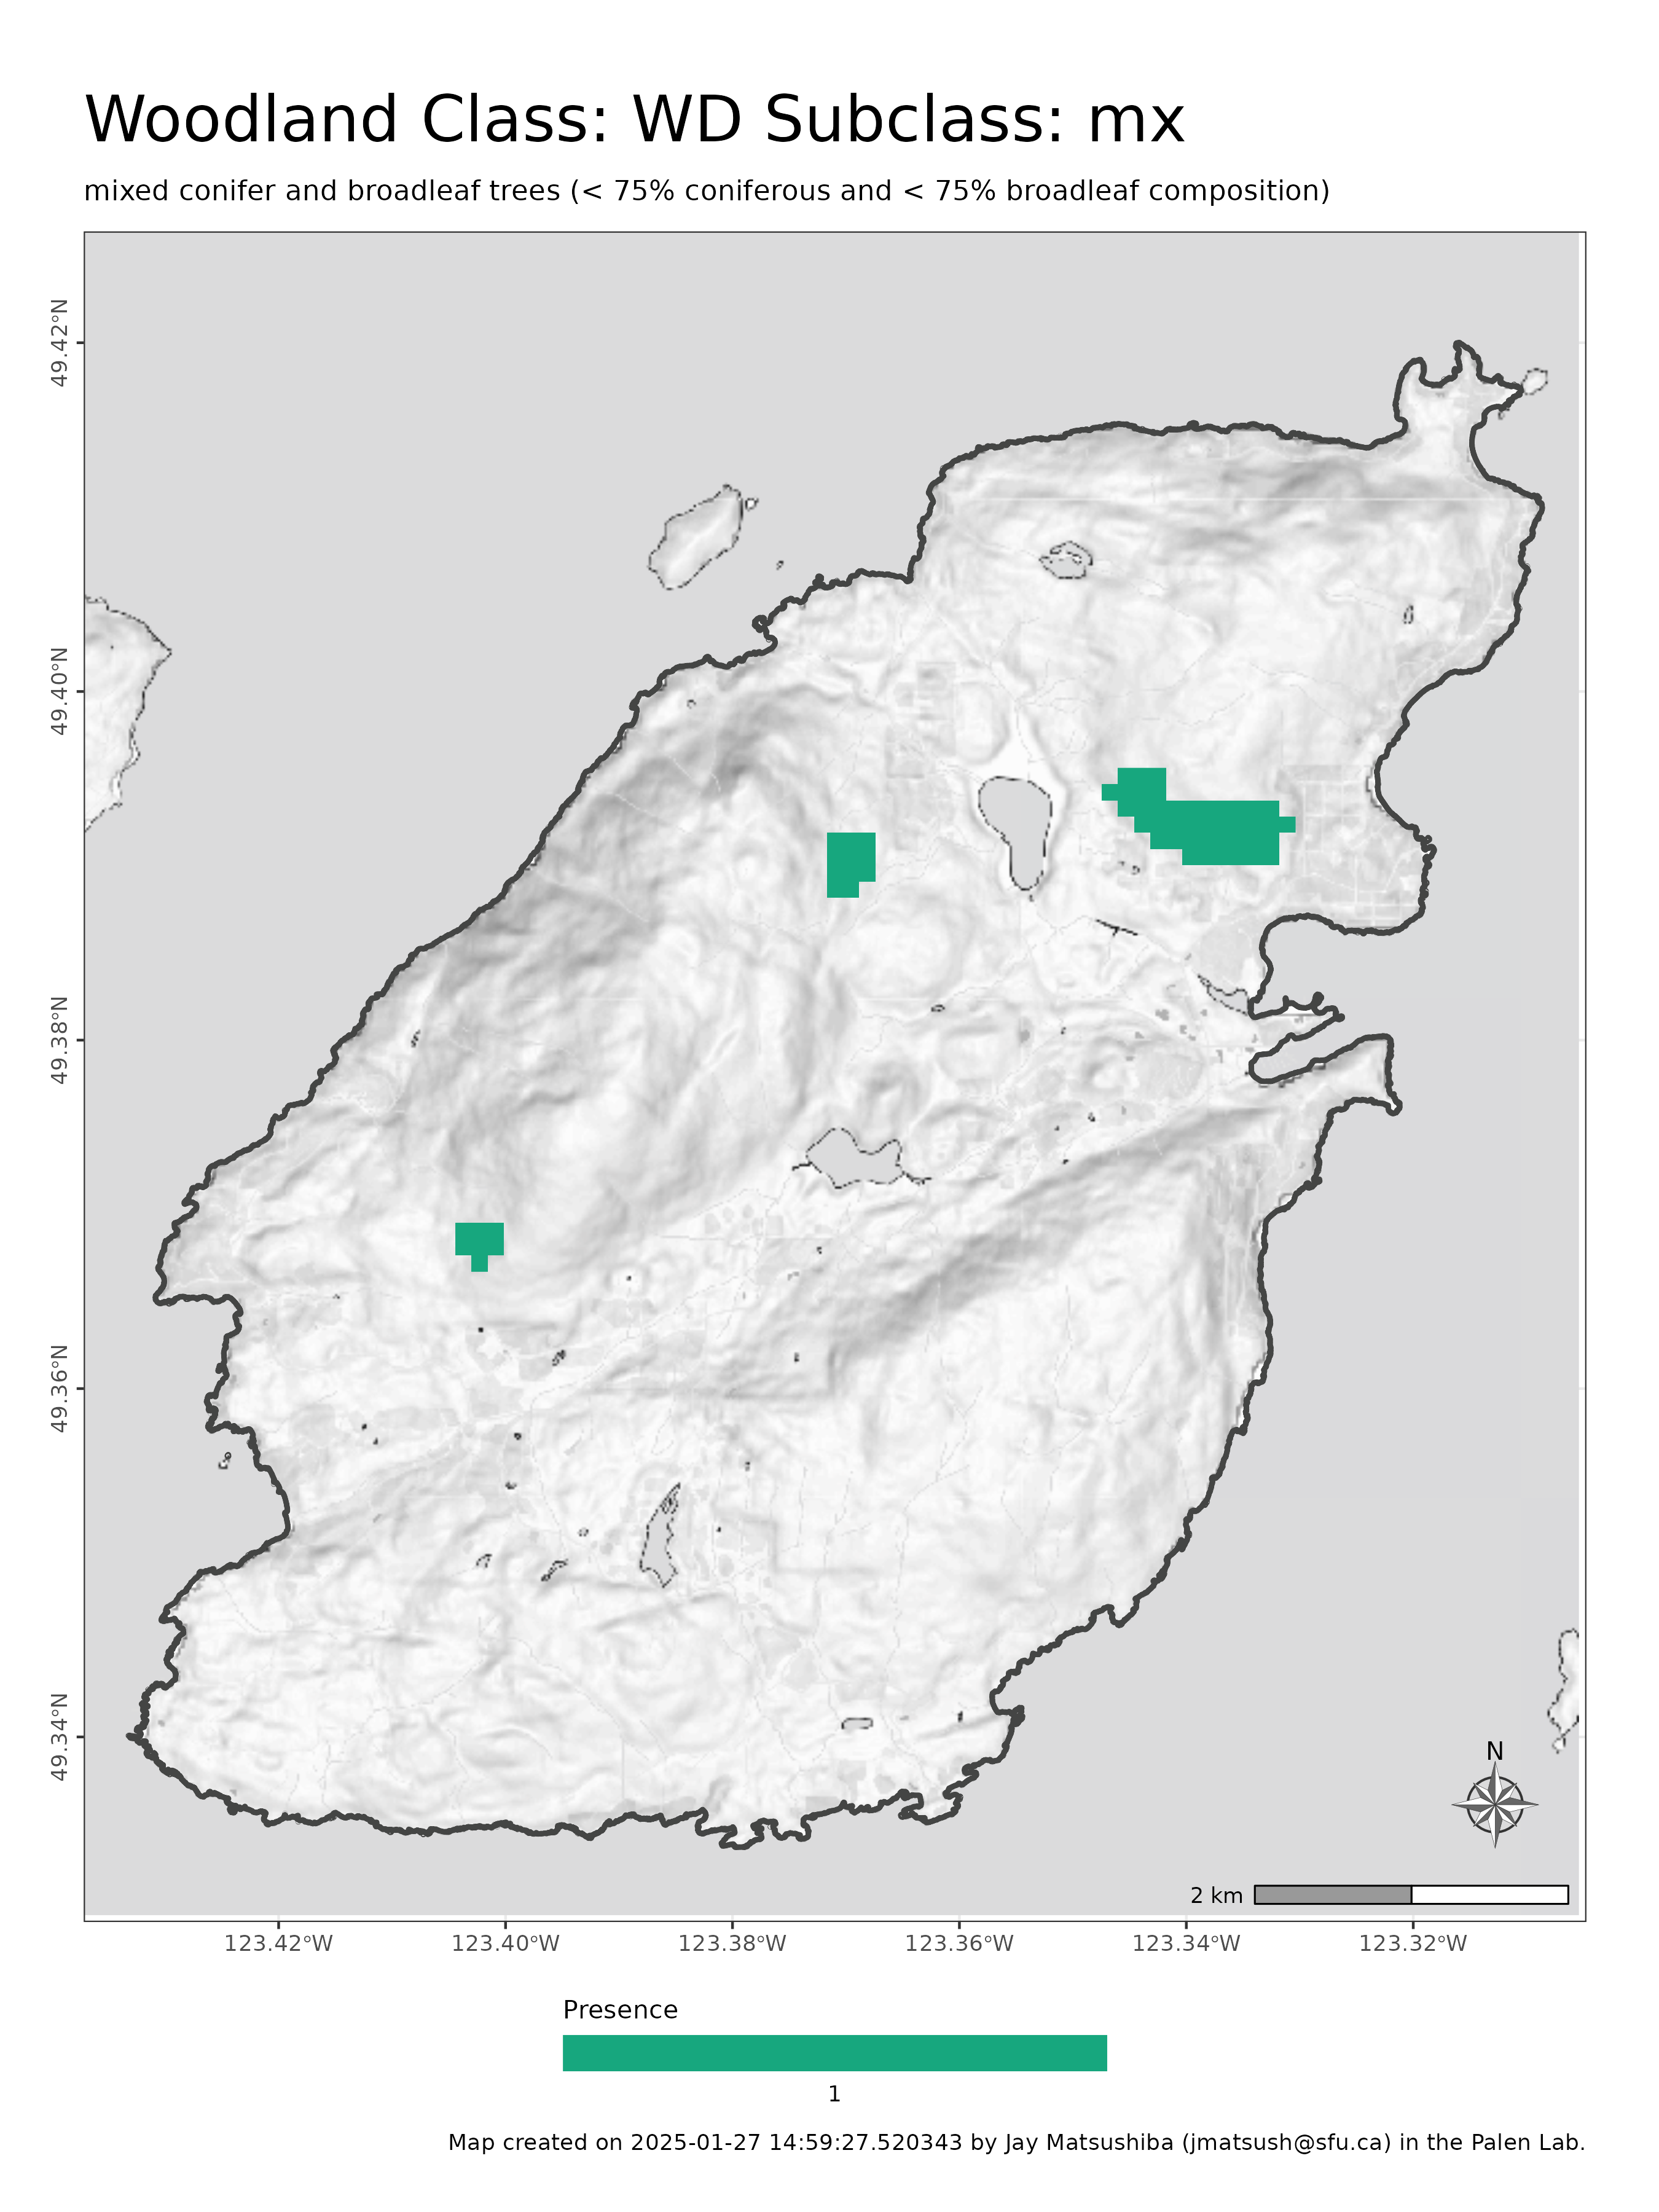 Woodland Class: WD Subclass: mx
mixed conifer and broadleaf trees (< 75% coniferous and < 75% broadleaf composition)
49.42°N
49.40°N
49.38°N
49.36°N
49.34°N
N
2 km
123.42°W 123.40°W 123.38°W 123.36°W 123.34°W 123.32°W
Presence
1
Map created on 2025-01-27 14:59:27.520343 by Jay Matsushiba (jmatsush@sfu.ca) in the Palen Lab.